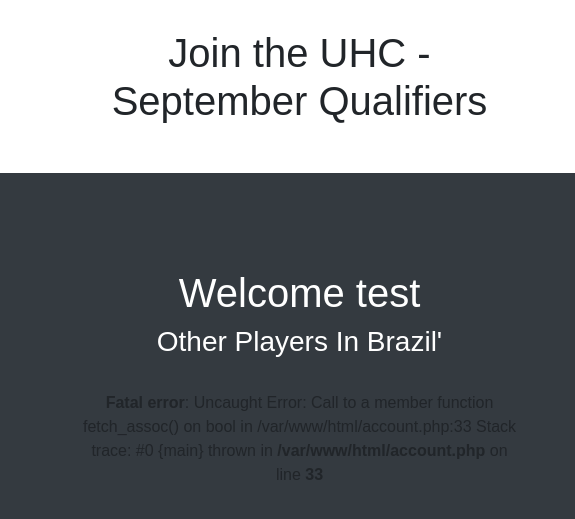 Join the UHC -
September Qualifiers
Welcome test
Other Players In Brazil'
Fatal error: Uncaught Error: Call to a member function
fetch_assoc() on bool in /var/www/html/account.php:33 Stack
trace: #0 {main} thrown in /var/www/html/account.php on
line 33